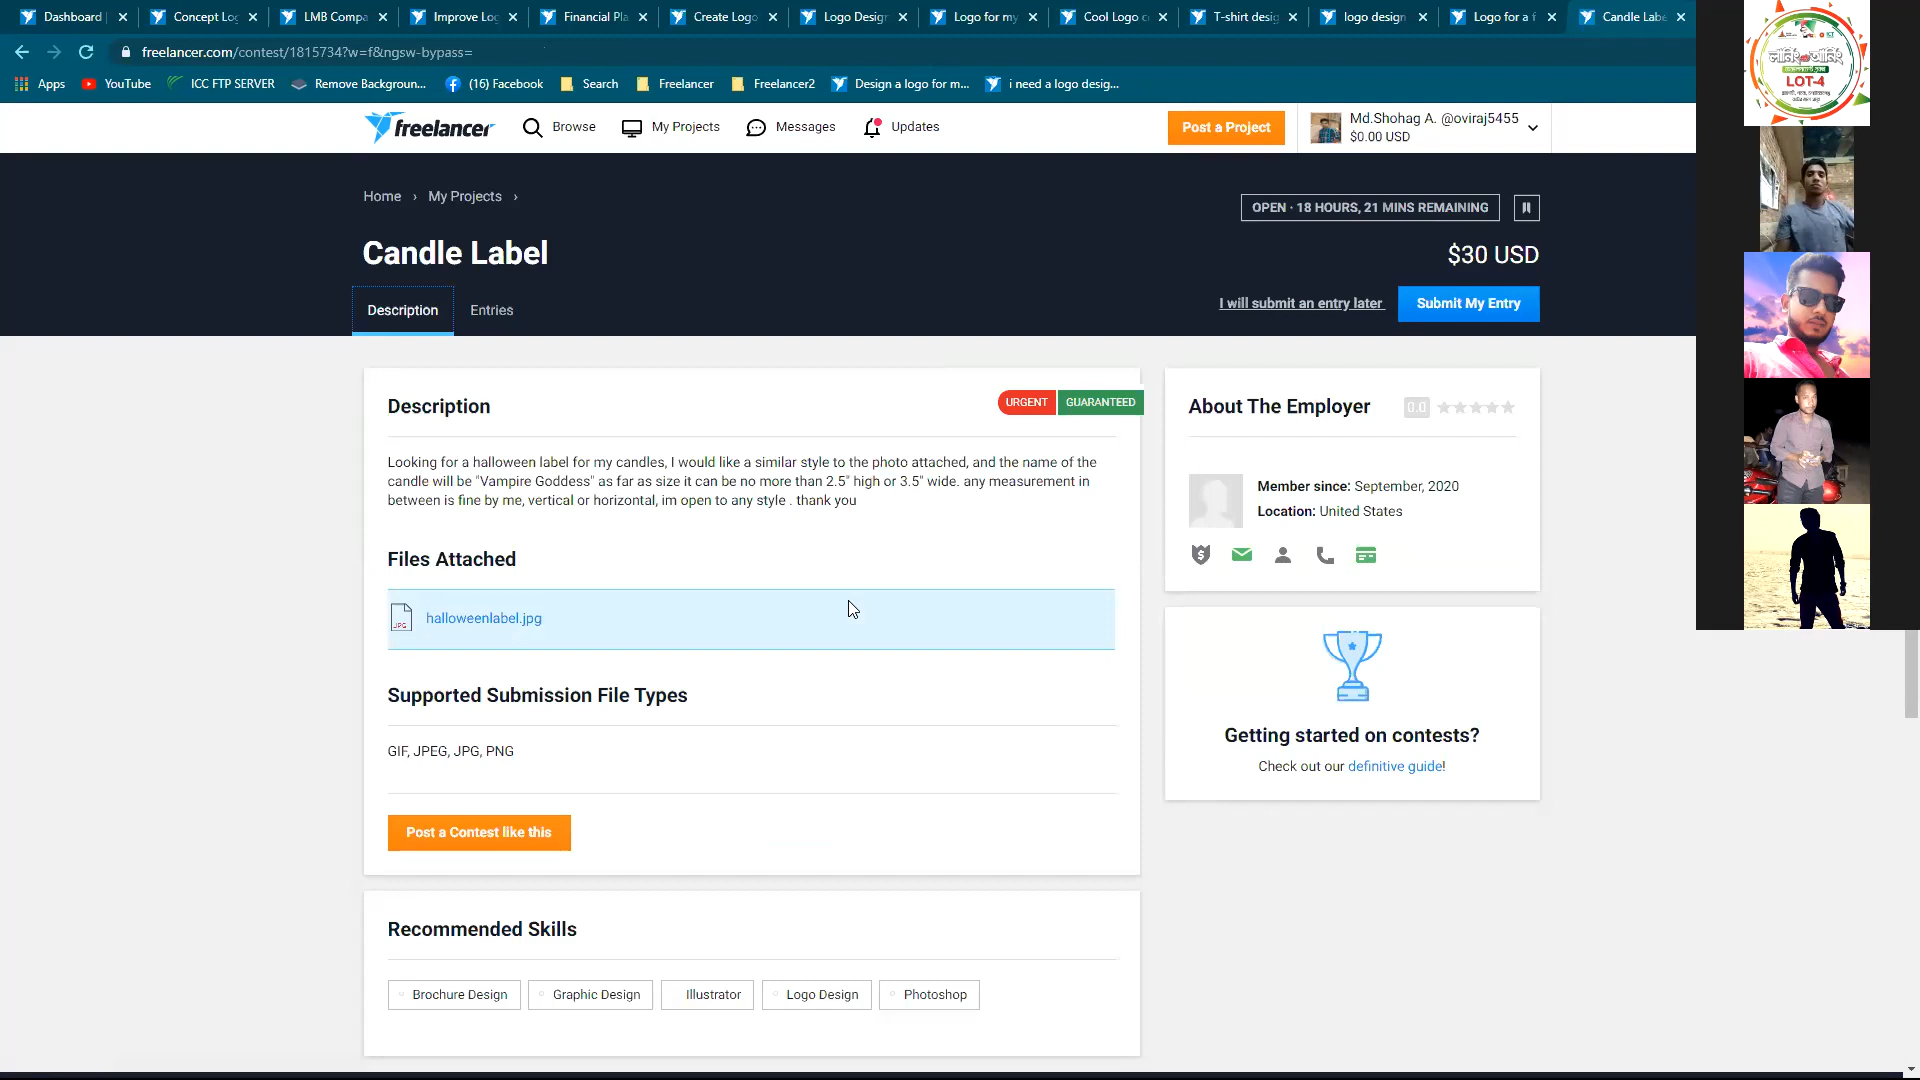 Dashboard
Concept Lo
LMB Compa
Improve Lo
Financial Pla
Create Logo
Logo Design
Logo for my
Cool Logo c
T-shirt desig
logo design
Logo for a f
Candle Labe
freelancer.com/contest/1815734?w=f&ngsw-bypass=
Apps
YouTube
ICC FTP SERVER
Remove Backgroun...
(16) Facebook
Search
Freelancer
Freelancer2
Design a logo for m...
i need a logo desig...
freelancer
Browse
My Projects
Messages
Updates
Post a Project
Md.Shohag A. @oviraj5455
$0.00 USD
লার্নিং আর্নিং
LOT-4
Home › My Projects ›
OPEN · 18 HOURS, 21 MINS REMAINING
Candle Label
$30 USD
Description
Entries
I will submit an entry later
Submit My Entry
Description
URGENT
GUARANTEED
Looking for a halloween label for my candles, I would like a similar style to the photo attached, and the name of the
candle will be "Vampire Goddess" as far as size it can be no more than 2.5" high or 3.5" wide. any measurement in
between is fine by me, vertical or horizontal, im open to any style . thank you
Files Attached
JPG
halloweenlabel.jpg
Supported Submission File Types
GIF, JPEG, JPG, PNG
Post a Contest like this
Recommended Skills
Brochure Design
Graphic Design
Illustrator
Logo Design
Photoshop
About The Employer
0.0
Member since: September, 2020
Location: United States
Getting started on contests?
Check out our definitive guide!